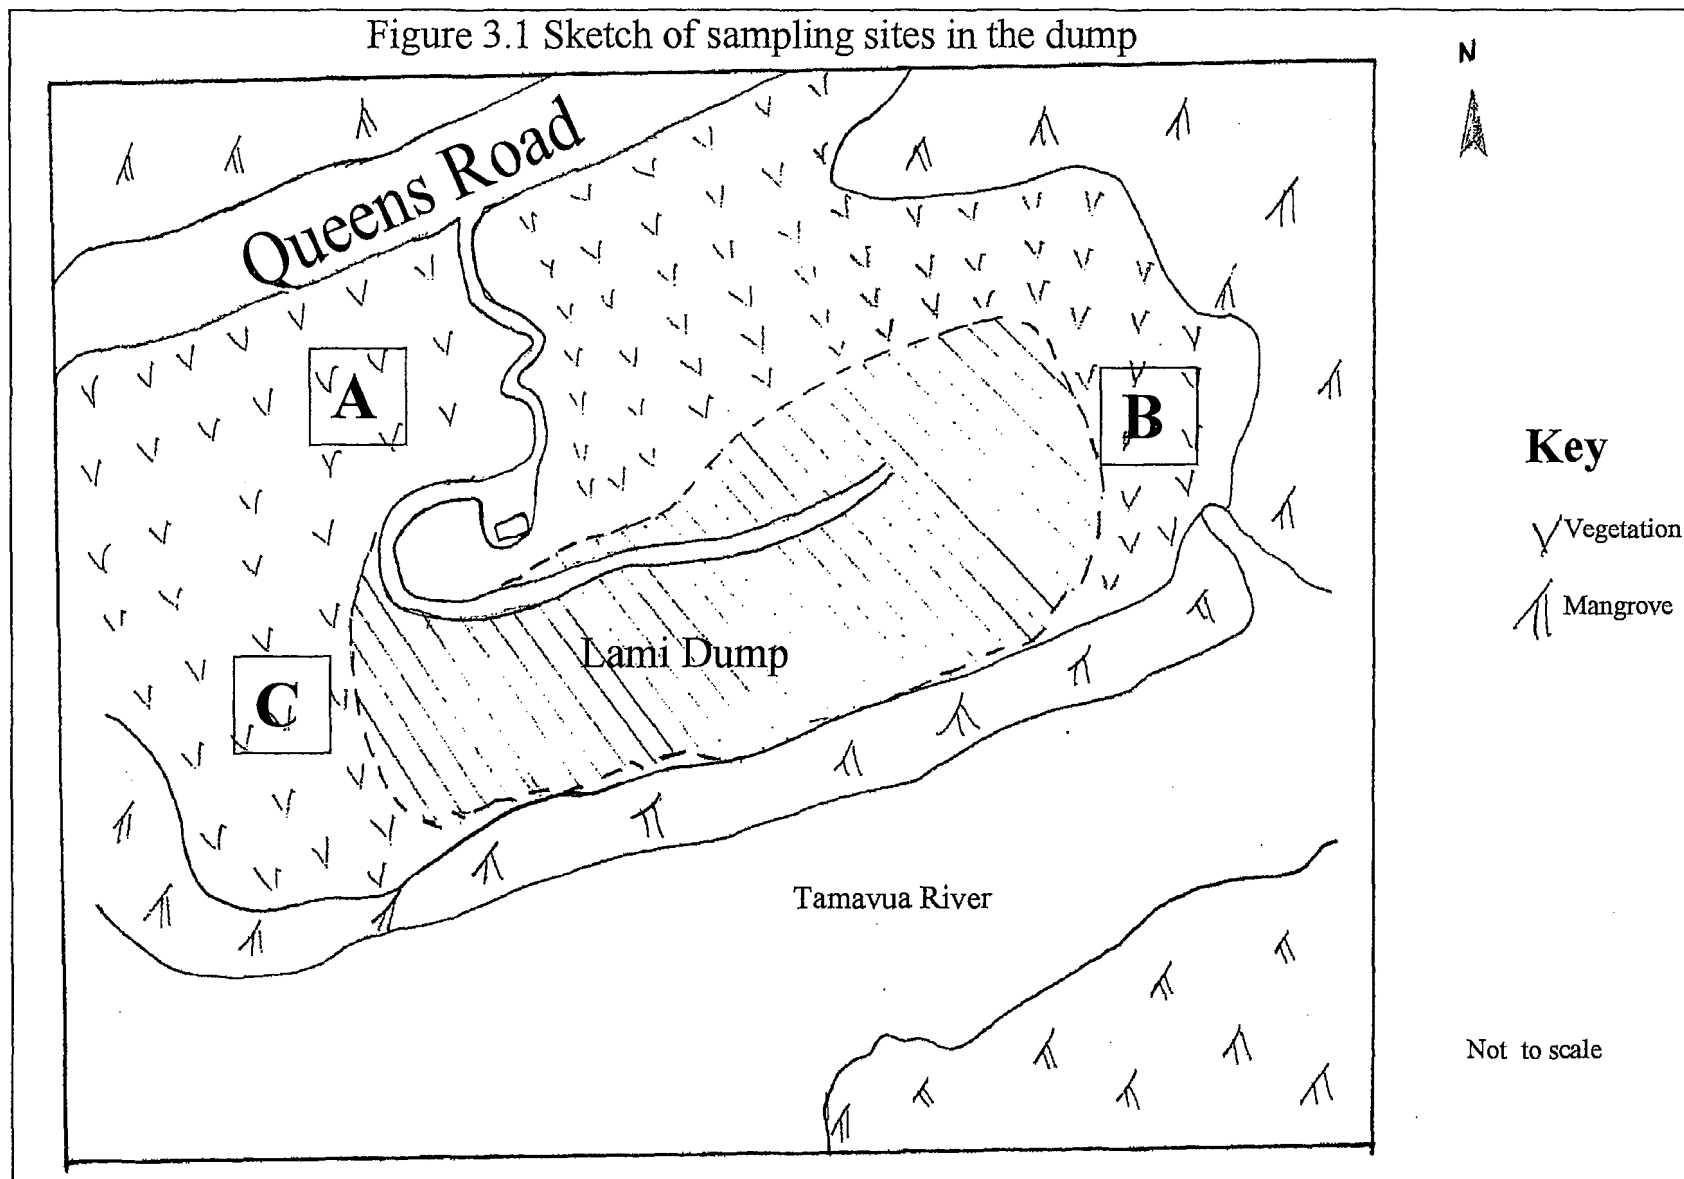 Figure 3.1 Sketch of sampling sites in the dump
N
Queens Road
A
B
Key
Vegetation
Mangrove
Lami Dump
C
Tamavua River
Not to scale